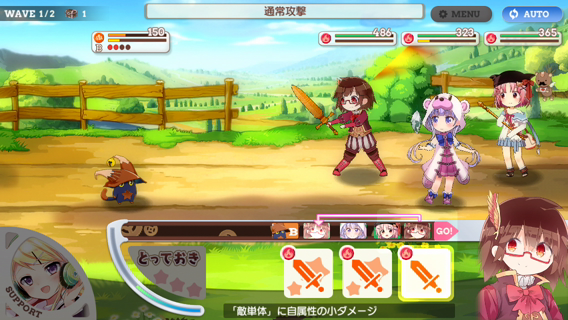 WAVE 1/2 1
通常攻撃
MENU
AUTO
150
B
486
323
365
B
GO!
SUPPORT
とっておき
「敵単体」に自属性の小ダメージ